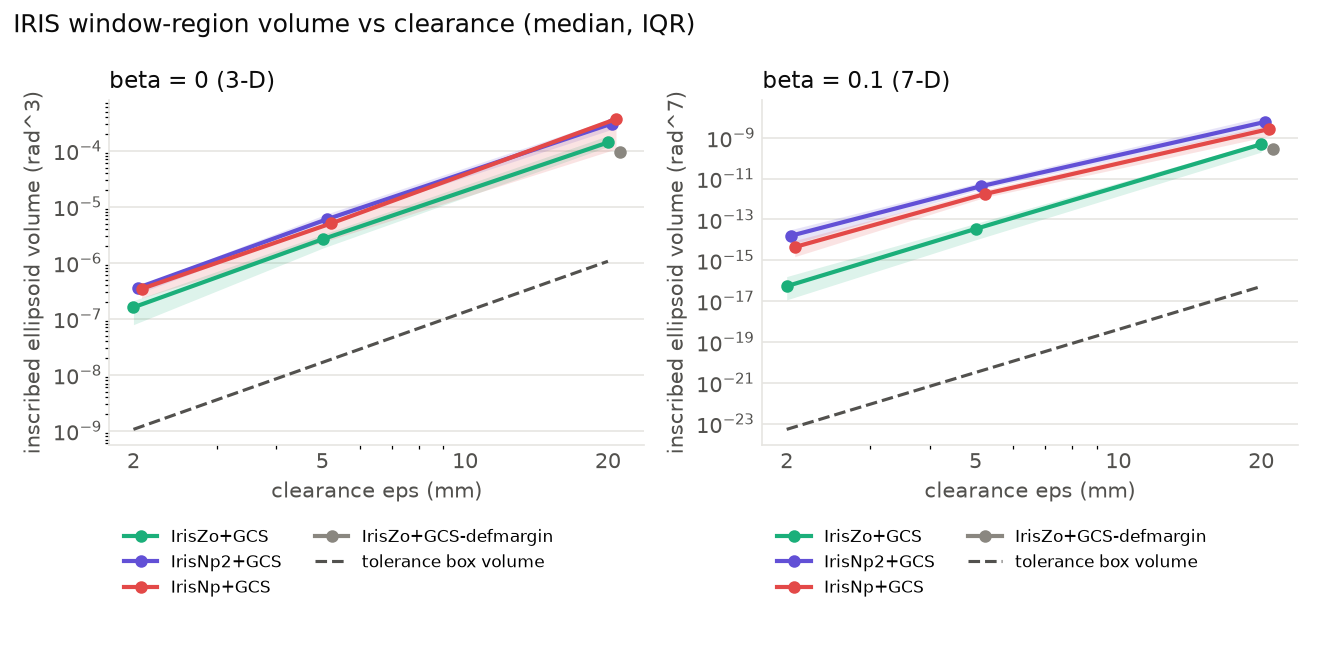 IRIS window-region volume vs clearance (median, IQR)
beta = 0 (3-D)
inscribed ellipsoid volume (rad^3)
10⁻⁴
10⁻⁵
10⁻⁶
10⁻⁷
10⁻⁸
10⁻⁹
2 5 10 20
clearance eps (mm)
IrisZo+GCS
IrisNp2+GCS
IrisNp+GCS
IrisZo+GCS-defmargin
tolerance box volume
beta = 0.1 (7-D)
inscribed ellipsoid volume (rad^7)
10⁻⁹
10⁻¹¹
10⁻¹³
10⁻¹⁵
10⁻¹⁷
10⁻¹⁹
10⁻²¹
10⁻²³
2 5 10 20
clearance eps (mm)
IrisZo+GCS
IrisNp2+GCS
IrisNp+GCS
IrisZo+GCS-defmargin
tolerance box volume